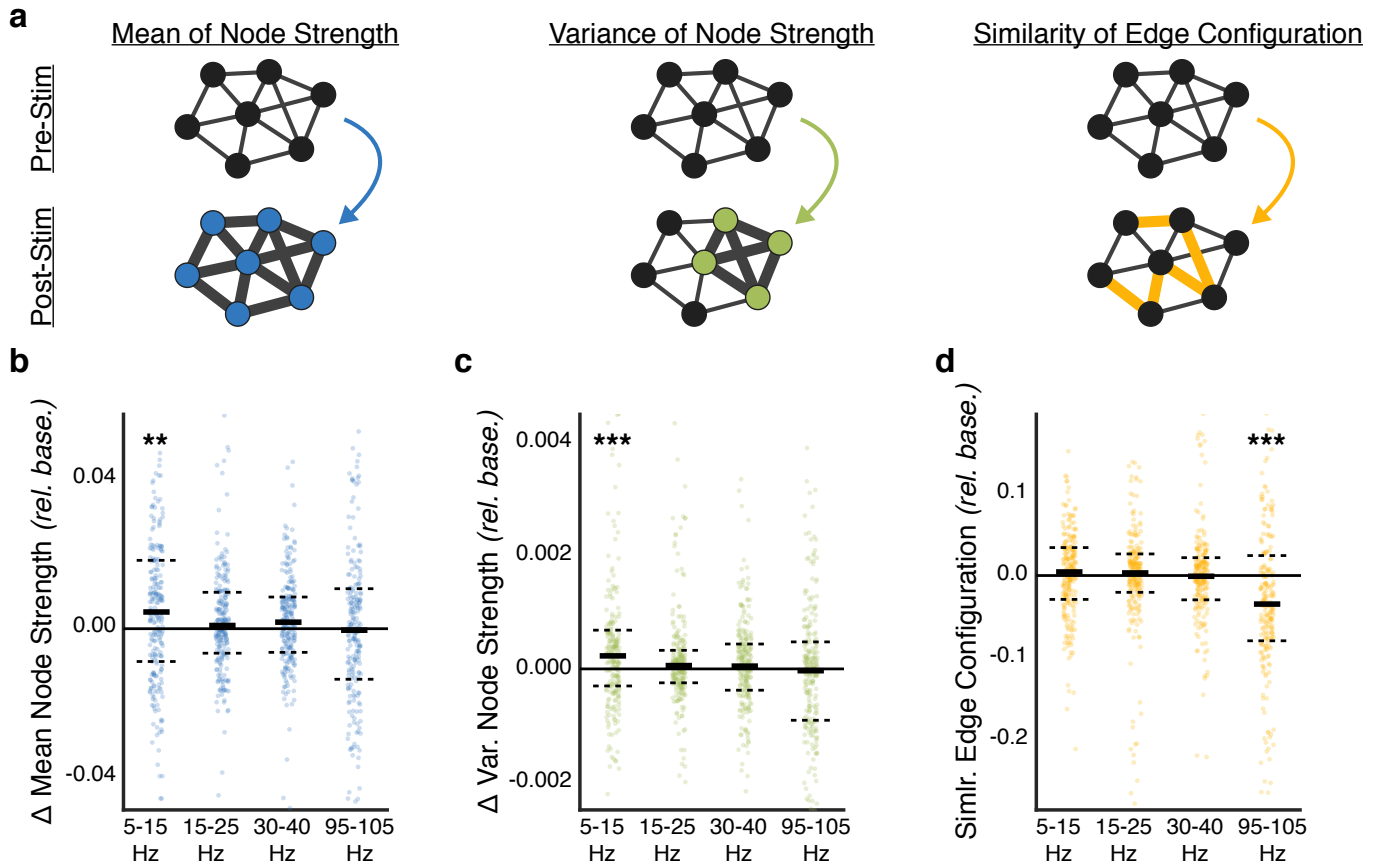 a
Mean of Node Strength
Variance of Node Strength
Similarity of Edge Configuration
Pre-Stim
Post-Stim
b
Δ Mean Node Strength (rel. base.)
0.04
0.00
-0.04
**
5-15 Hz
15-25 Hz
30-40 Hz
95-105 Hz
c
Δ Var. Node Strength (rel. base.)
0.004
0.002
0.000
-0.002
***
5-15 Hz
15-25 Hz
30-40 Hz
95-105 Hz
d
Simlr. Edge Configuration (rel. base.)
0.1
0.0
-0.1
-0.2
***
5-15 Hz
15-25 Hz
30-40 Hz
95-105 Hz